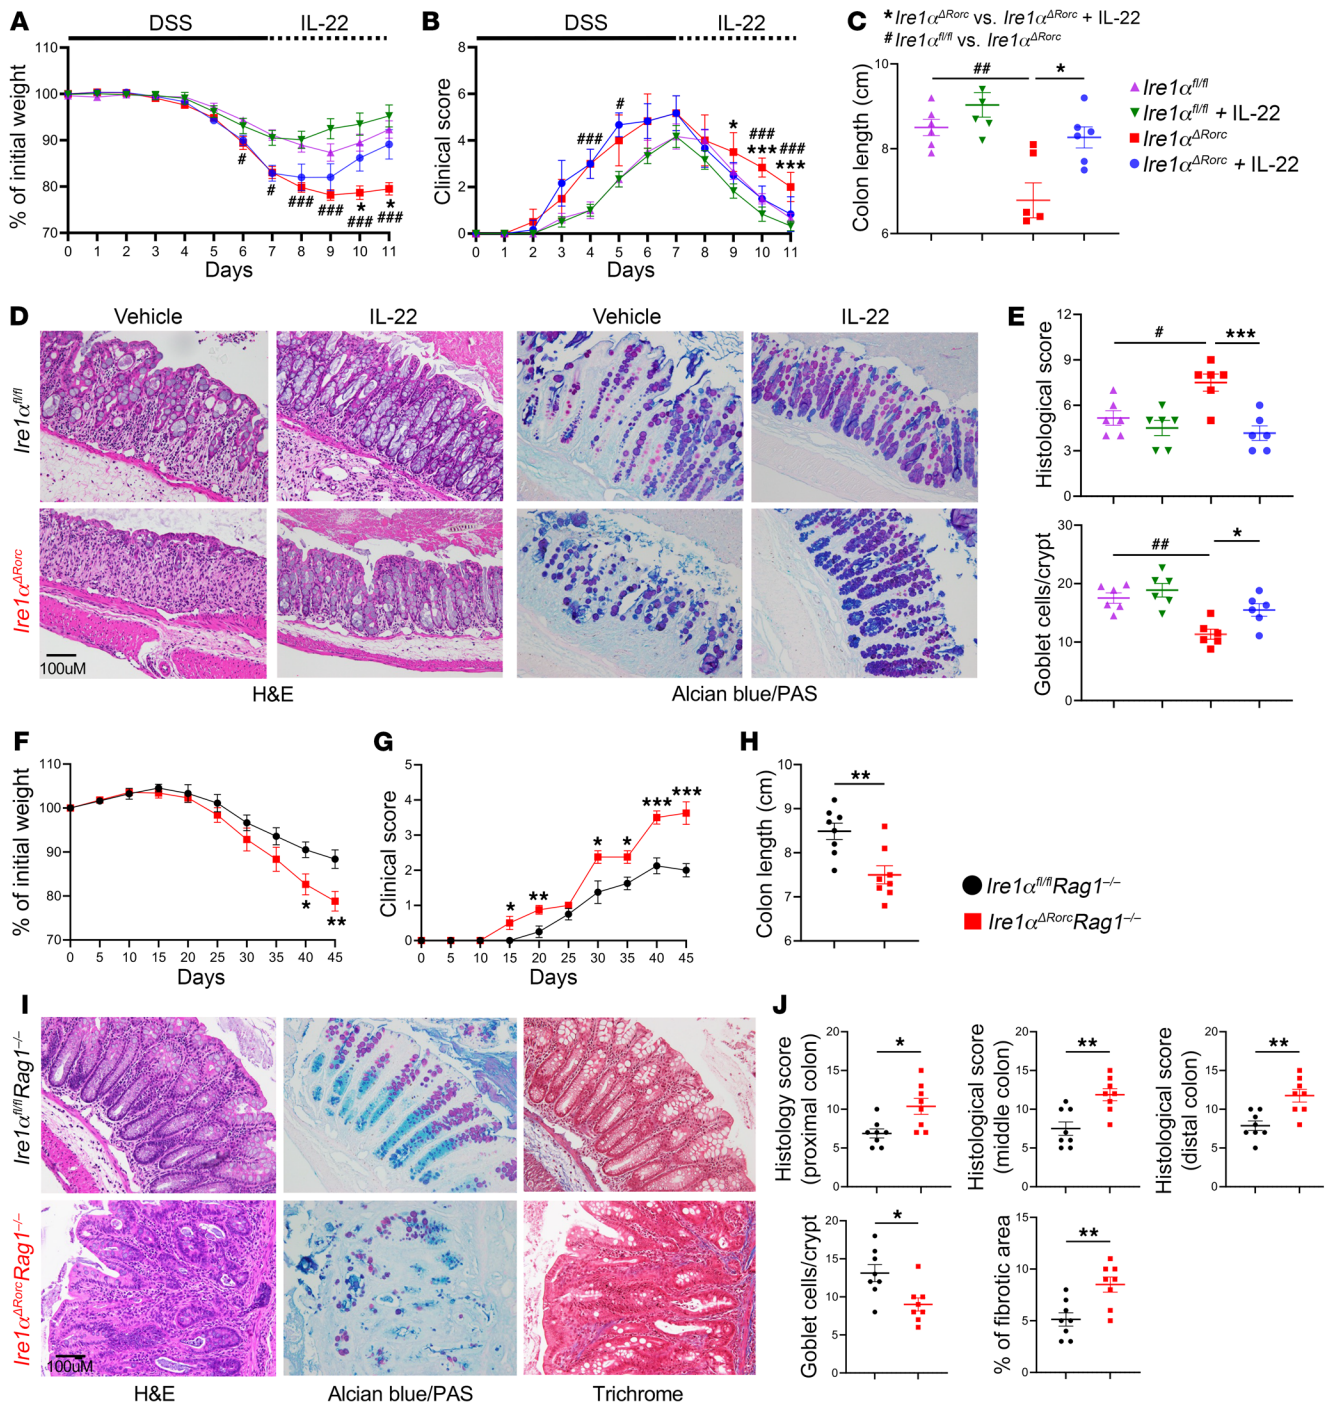 A
DSS
IL-22
% of initial weight
110
100
90
80
70
# # ### ### * ### * ###
0 1 2 3 4 5 6 7 8 9 10 11
Days
B
DSS
IL-22
Clinical score
8
6
4
2
0
### # * ### *** ### ***
0 1 2 3 4 5 6 7 8 9 10 11
Days
C
* Ire1α^ΔRorc vs. Ire1α^ΔRorc + IL-22
# Ire1α^fl/fl vs. Ire1α^ΔRorc
Colon length (cm)
10
8
6
## *
Ire1α^fl/fl
Ire1α^fl/fl + IL-22
Ire1α^ΔRorc
Ire1α^ΔRorc + IL-22
D
Vehicle
IL-22
Vehicle
IL-22
Ire1α^fl/fl
Ire1α^ΔRorc
100uM
H&E
Alcian blue/PAS
E
Histological score
12
9
6
3
0
# ***
Goblet cells/crypt
30
20
10
0
## *
F
% of initial weight
110
100
90
80
70
* **
0 5 10 15 20 25 30 35 40 45
Days
G
Clinical score
5
4
3
2
1
0
* ** * * *** ***
0 5 10 15 20 25 30 35 40 45
Days
H
Colon length (cm)
10
9
8
7
6
**
Ire1α^fl/fl Rag1^–/–
Ire1α^ΔRorc Rag1^–/–
I
Ire1α^fl/fl Rag1^–/–
Ire1α^ΔRorc Rag1^–/–
100uM
H&E
Alcian blue/PAS
Trichrome
J
Histology score
(proximal colon)
20
15
10
5
0
*
Histological score
(middle colon)
20
15
10
5
0
**
Histological score
(distal colon)
20
15
10
5
0
**
Goblet cells/crypt
20
15
10
5
0
*
% of fibrotic area
15
10
5
0
**